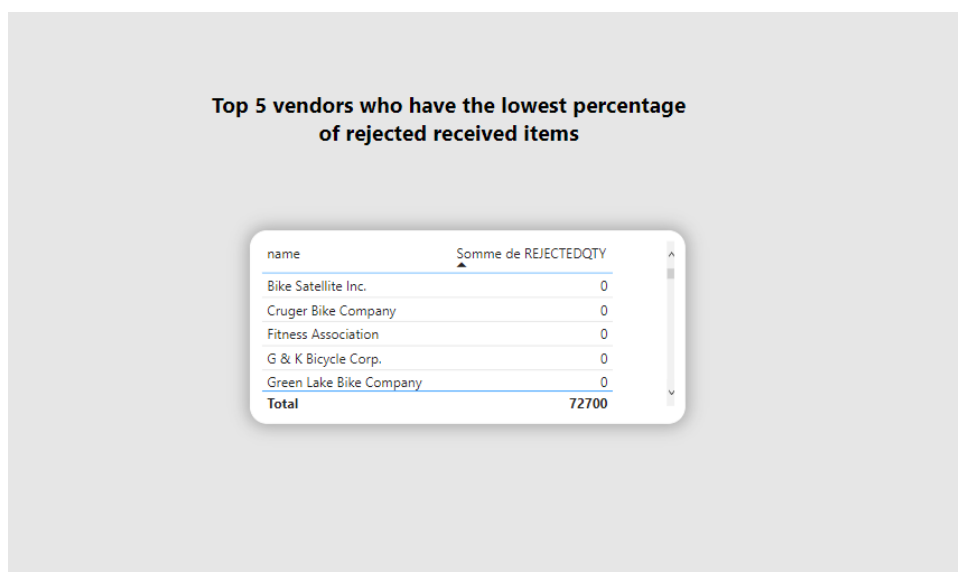 Top 5 vendors who have the lowest percentage
of rejected received items
name Somme de REJECTEDQTY
Bike Satellite Inc. 0
Cruger Bike Company 0
Fitness Association 0
G & K Bicycle Corp. 0
Green Lake Bike Company 0
Total 72700